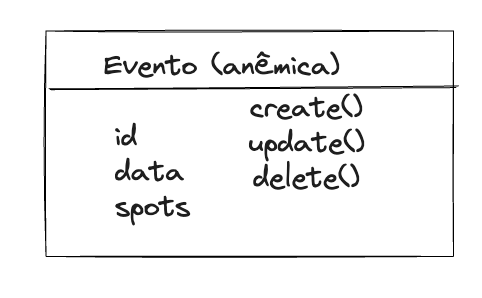 Evento (anêmica)
id
data
spots
create()
update()
delete()